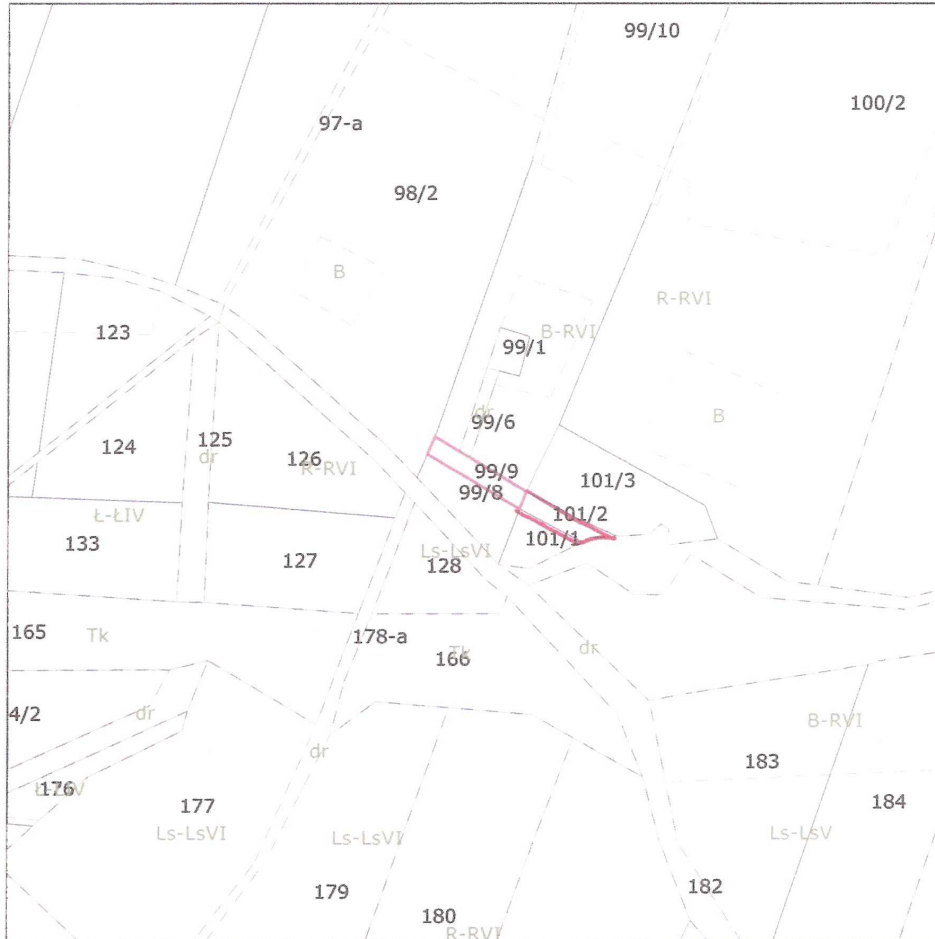 99/10
100/2
97-a
98/2
B
R-RVI
123
B-RVI
99/1
B
dr
99/6
124
125
126
dr
R-RVI
99/9
101/3
99/8
101/2
Ł-ŁIV
101/1
133
127
Ls-LsVI
128
165
Tk
178-a
Tk
166
dr
4/2
dr
B-RVI
dr
183
176
Ł-ŁIV
177
184
Ls-LsVI
Ls-LsVI
Ls-LsV
179
182
180
R-RVI